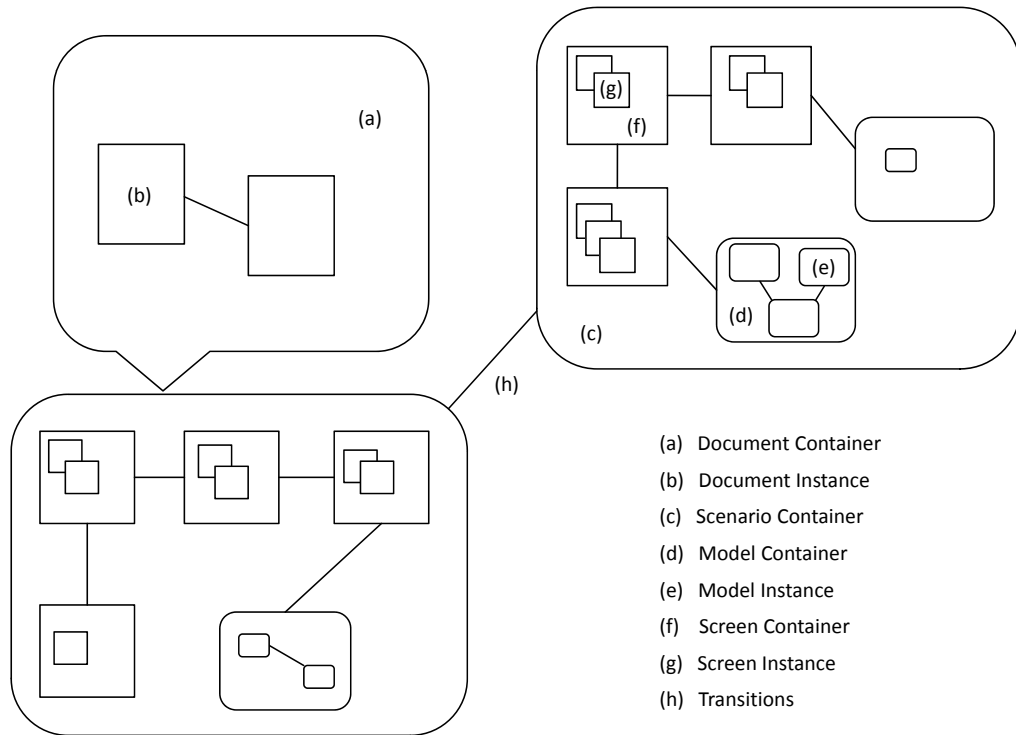 (a)
(b)
(g)
(f)
(e)
(d)
(c)
(h)
(a) Document Container
(b) Document Instance
(c) Scenario Container
(d) Model Container
(e) Model Instance
(f) Screen Container
(g) Screen Instance
(h) Transitions